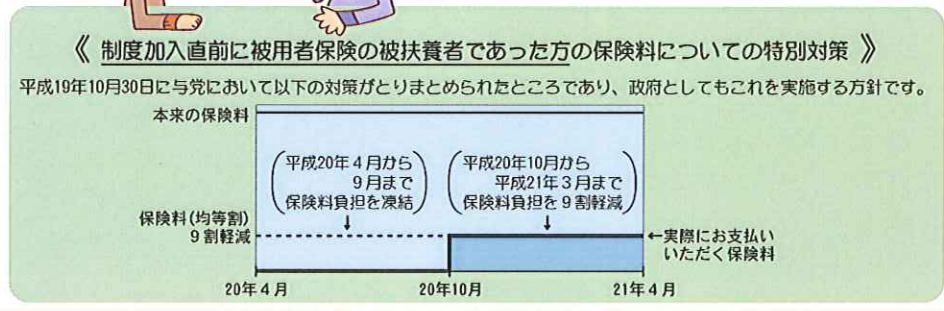 《 制度加入直前に被用者保険の被扶養者であった方の保険料についての特別対策 》
平成19年10月30日に与党において以下の対策がとりまとめられたところであり、政府としてもこれを実施する方針です。
本来の保険料
平成20年4月から
9月まで
保険料負担を凍結
平成20年10月から
平成21年3月まで
保険料負担を9割軽減
保険料(均等割)
9割軽減
←実際にお支払い
いただく保険料
20年4月
20年10月
21年4月